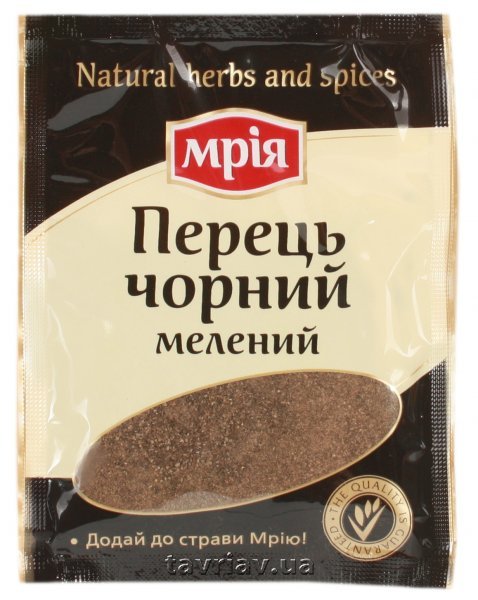 Natural herbs and spices
мрія
Перець
чорний
мелений
THE QUALITY IS GUARANTEED
• Додай до страви Мрію!
tavriav.ua